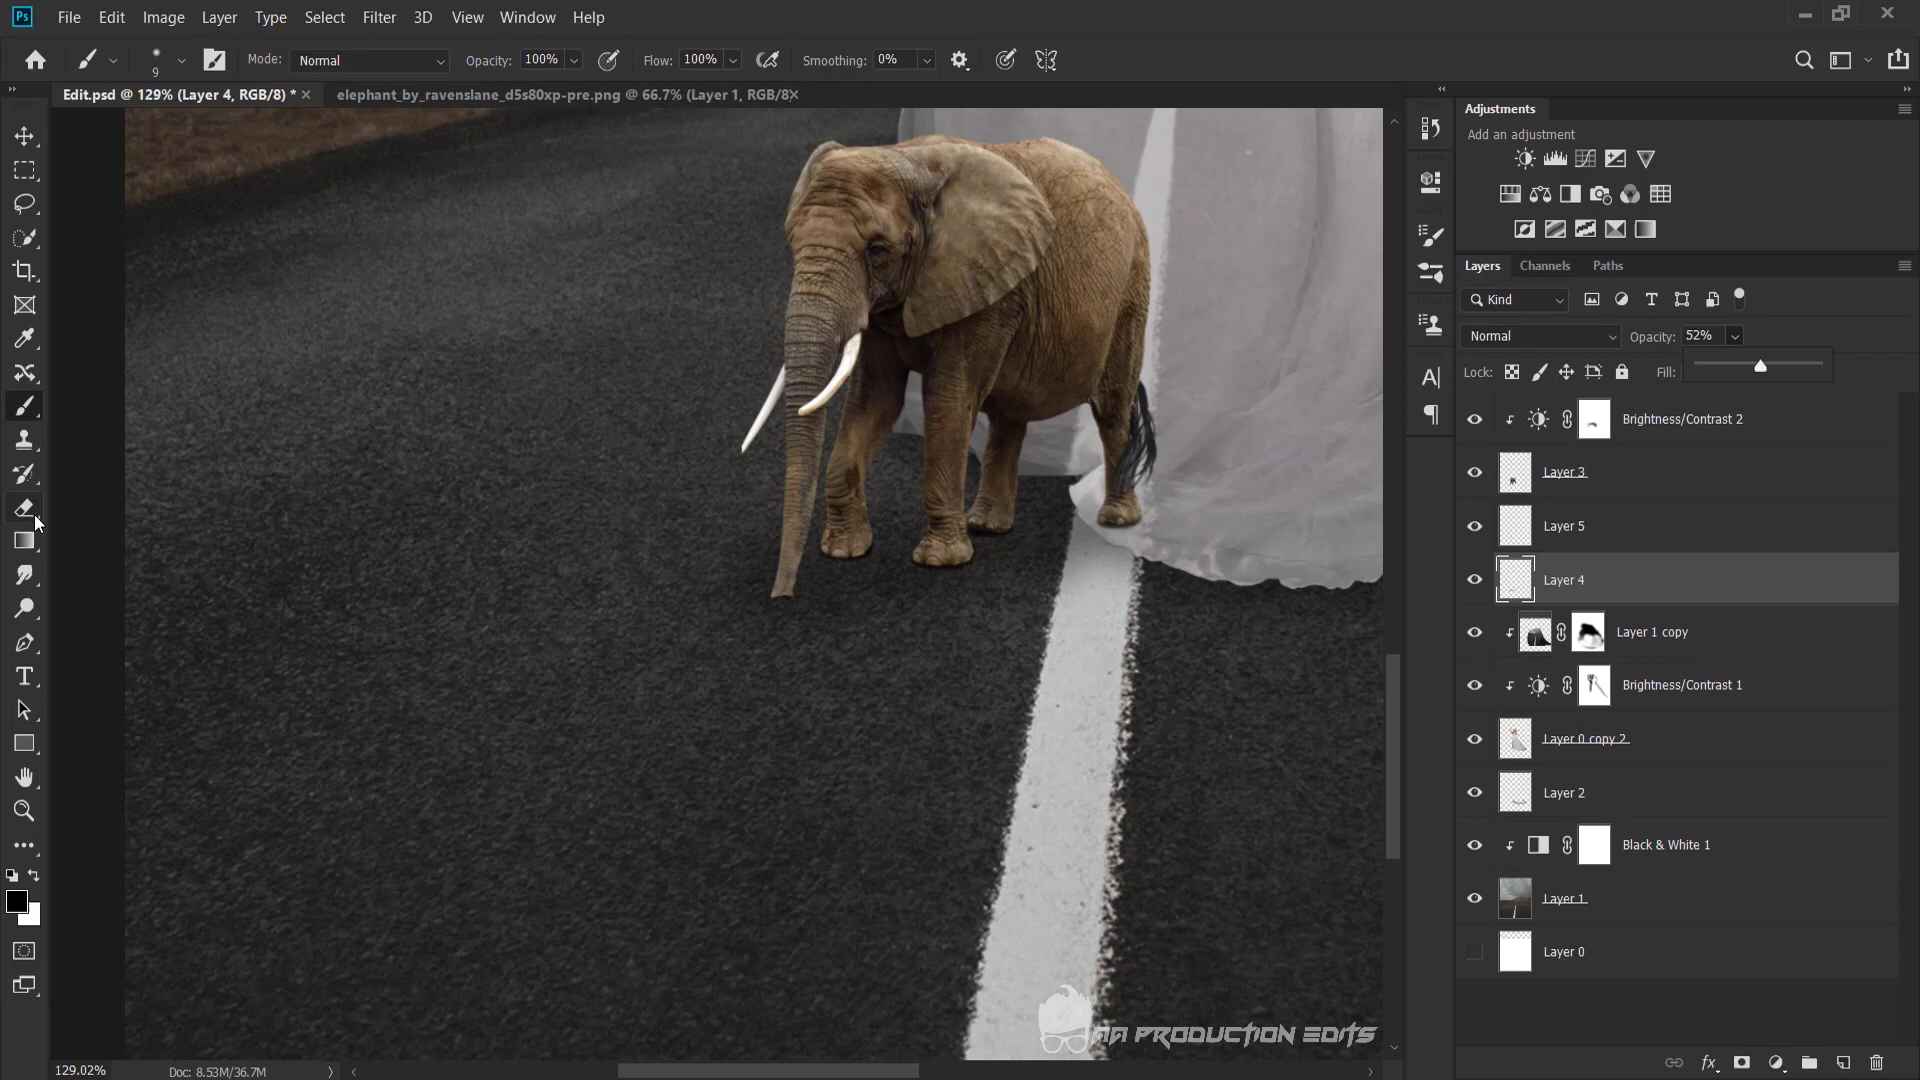 Ps File Edit Image Layer Type Select Filter 3D View Window Help
9 Mode: Normal Opacity: 100% Flow: 100% Smoothing: 0%
Edit.psd @ 129% (Layer 4, RGB/8) * elephant_by_ravenslane_d5s80xp-pre.png @ 66.7% (Layer 1, RGB/8)
Adjustments
Add an adjustment
Layers Channels Paths
Kind
Normal Opacity: 52%
Lock: Fill:
Brightness/Contrast 2
Layer 3
Layer 5
Layer 4
Layer 1 copy
Brightness/Contrast 1
Layer 0 copy 2
Layer 2
Black & White 1
Layer 1
Layer 0
AA PRODUCTION EDITS
129.02% Doc: 8.53M/36.7M
fx